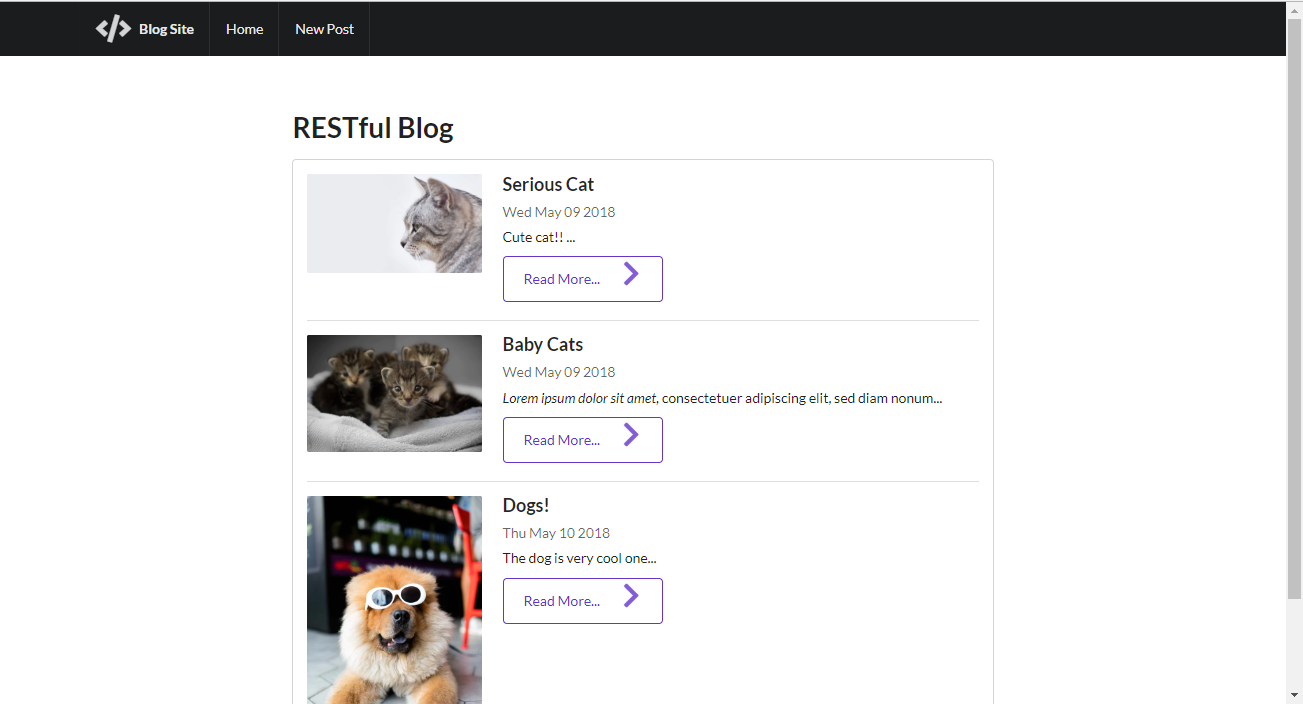 Blog Site Home New Post
RESTful Blog
Serious Cat
Wed May 09 2018
Cute cat!! ...
Read More...
Baby Cats
Wed May 09 2018
Lorem ipsum dolor sit amet, consectetuer adipiscing elit, sed diam nonum...
Read More...
Dogs!
Thu May 10 2018
The dog is very cool one...
Read More...